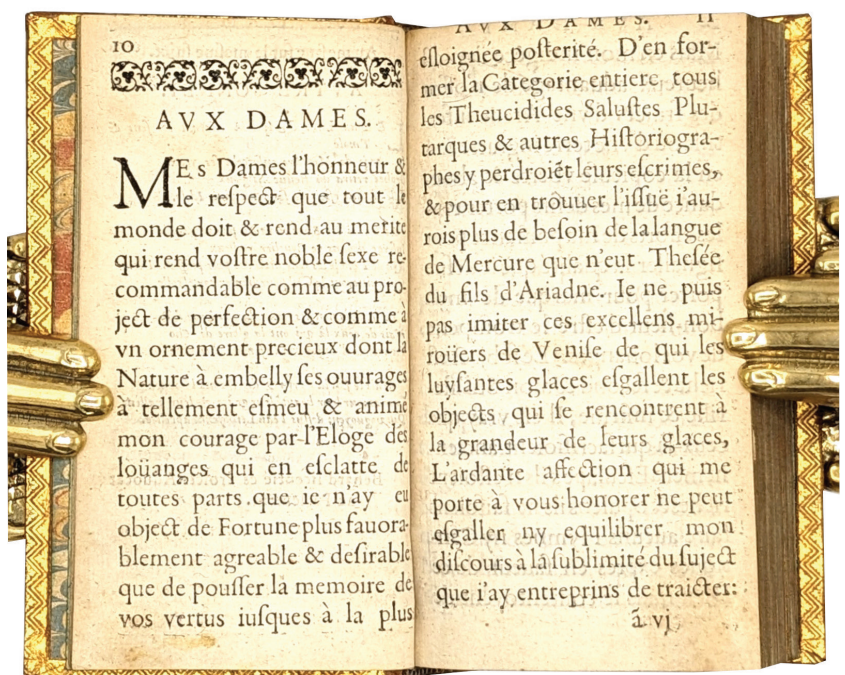 10
AVX DAMES.
MEs Dames l'honneur &
le reſpect que tout le
monde doit & rend au merite
qui rend voſtre noble ſexe re-
commandable comme au pro-
ject de perfection & comme à
vn ornement precieux dont la
Nature à embelly ſes ouurages
à tellement eſmeu & animé
mon courage par l'Eloge des
loüanges qui en eſclatte de
toutes parts que ie n'ay eu
object de Fortune plus fauora-
blement agreable & deſirable
que de pouſſer la memoire de
vos vertus iuſques à la plus
AVX DAMES. 11
eſloignée poſterité. D'en for-
mer la Categorie entiere tous
les Theucidides Saluſtes Plu-
tarques & autres Hiſtoriogra-
phes y perdroiēt leurs eſcrimes,
& pour en trouuer l'iſſuë i'au-
rois plus de beſoin de la langue
de Mercure que n'eut Theſée
du fils d'Ariadne. Ie ne puis
pas imiter ces excellens mi-
roüers de Veniſe de qui les
luyſantes glaces eſgallent les
objects qui ſe rencontrent à
la grandeur de leurs glaces,
L'ardante affection qui me
porte à vous honorer ne peut
eſgaller ny equilibrer mon
diſcours à la ſublimité du ſuject
que i'ay entreprins de traicter:
ã vj